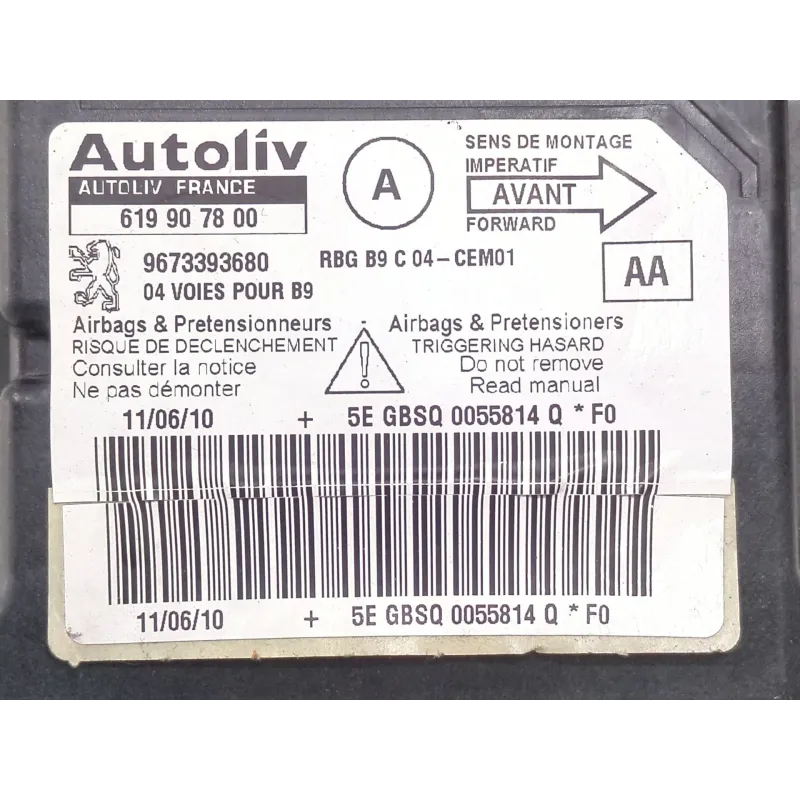 Autoliv
AUTOLIV FRANCE
619 90 78 00
A
SENS DE MONTAGE
IMPERATIF
AVANT
FORWARD
9673393680
RBG B9 C 04-CEM01
04 VOIES POUR B9
AA
Airbags & Pretensionneurs - Airbags & Pretensioners
RISQUE DE DECLENCHEMENT
TRIGGERING HASARD
Consulter la notice
Do not remove
Ne pas démonter
Read manual
!
11/06/10 + 5E GBSQ 0055814 Q * F0
11/06/10 + 5E GBSQ 0055814 Q * F0